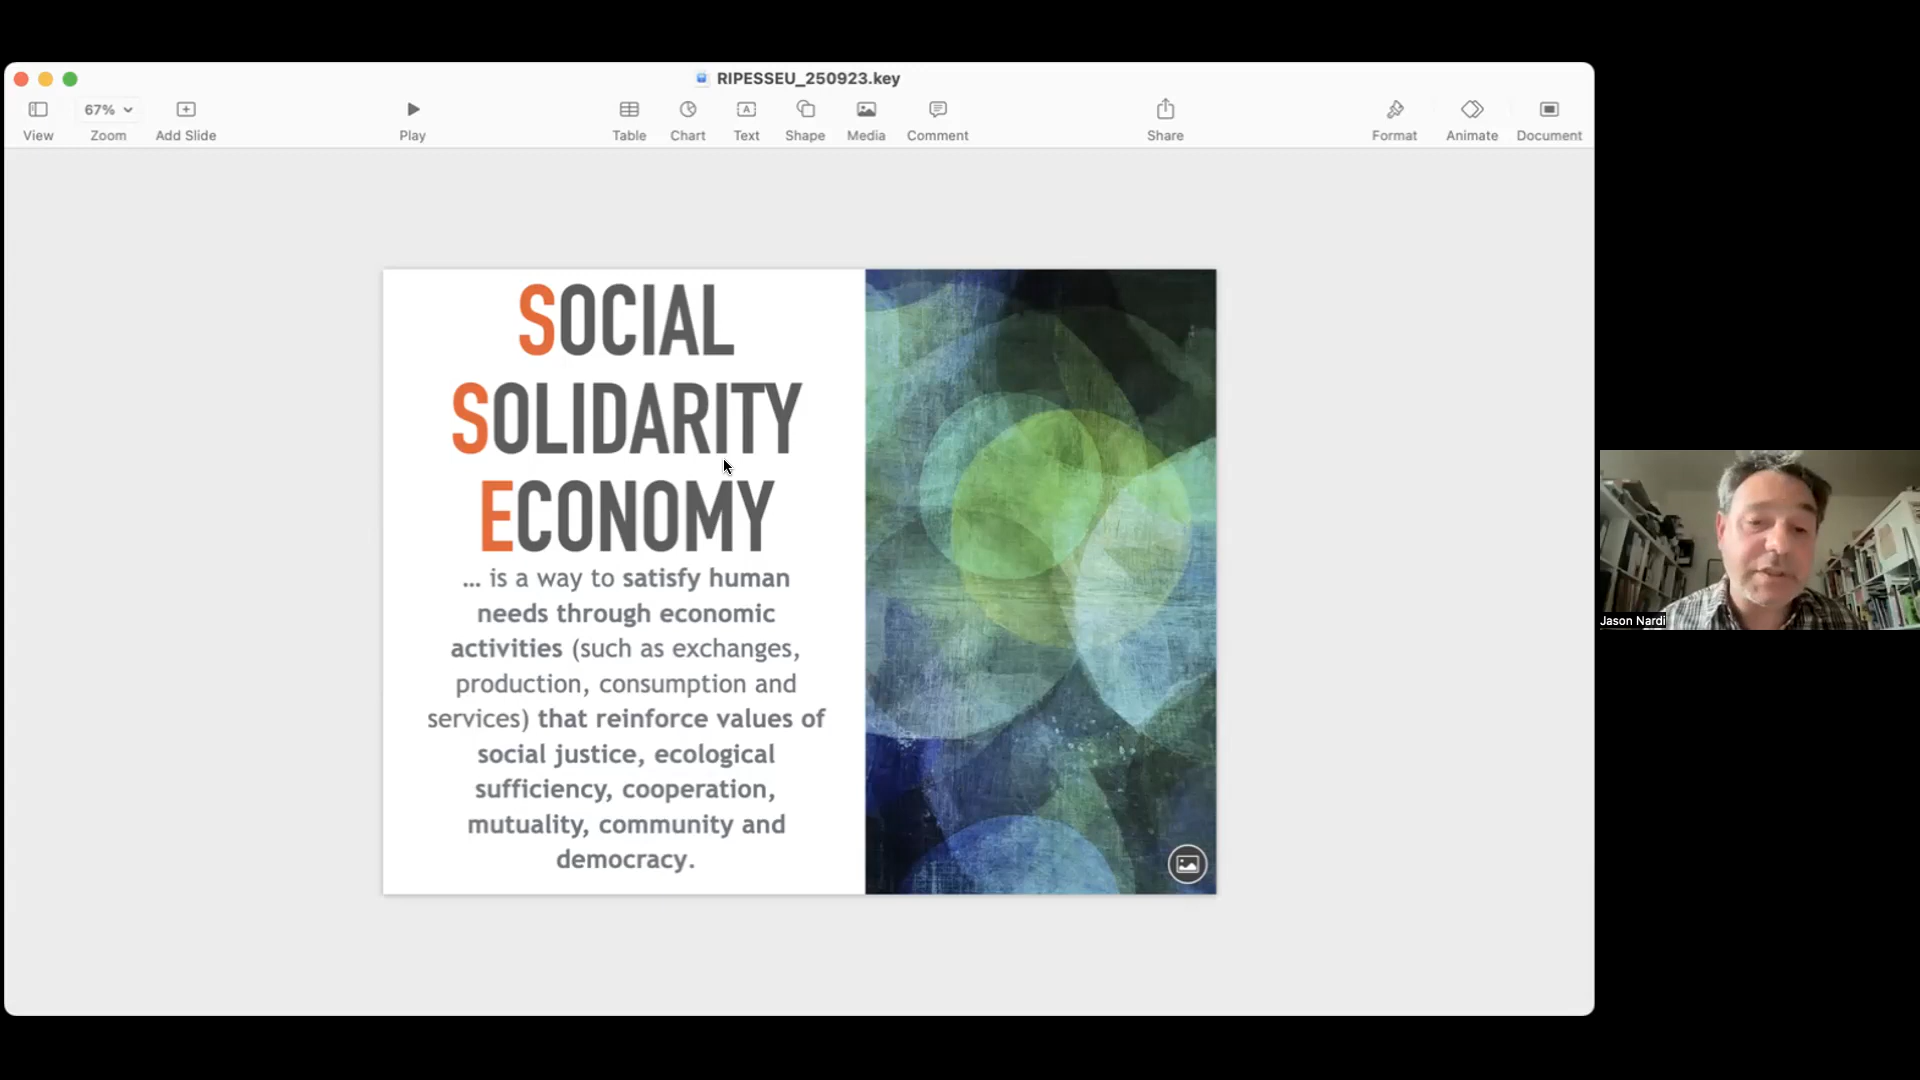 RIPESSEU_250923.key
67%
View
Zoom
Add Slide
Play
Table
Chart
Text
Shape
Media
Comment
Share
Format
Animate
Document
SOCIAL
SOLIDARITY
ECONOMY
... is a way to satisfy human
needs through economic
activities (such as exchanges,
production, consumption and
services) that reinforce values of
social justice, ecological
sufficiency, cooperation,
mutuality, community and
democracy.
Jason Nardi